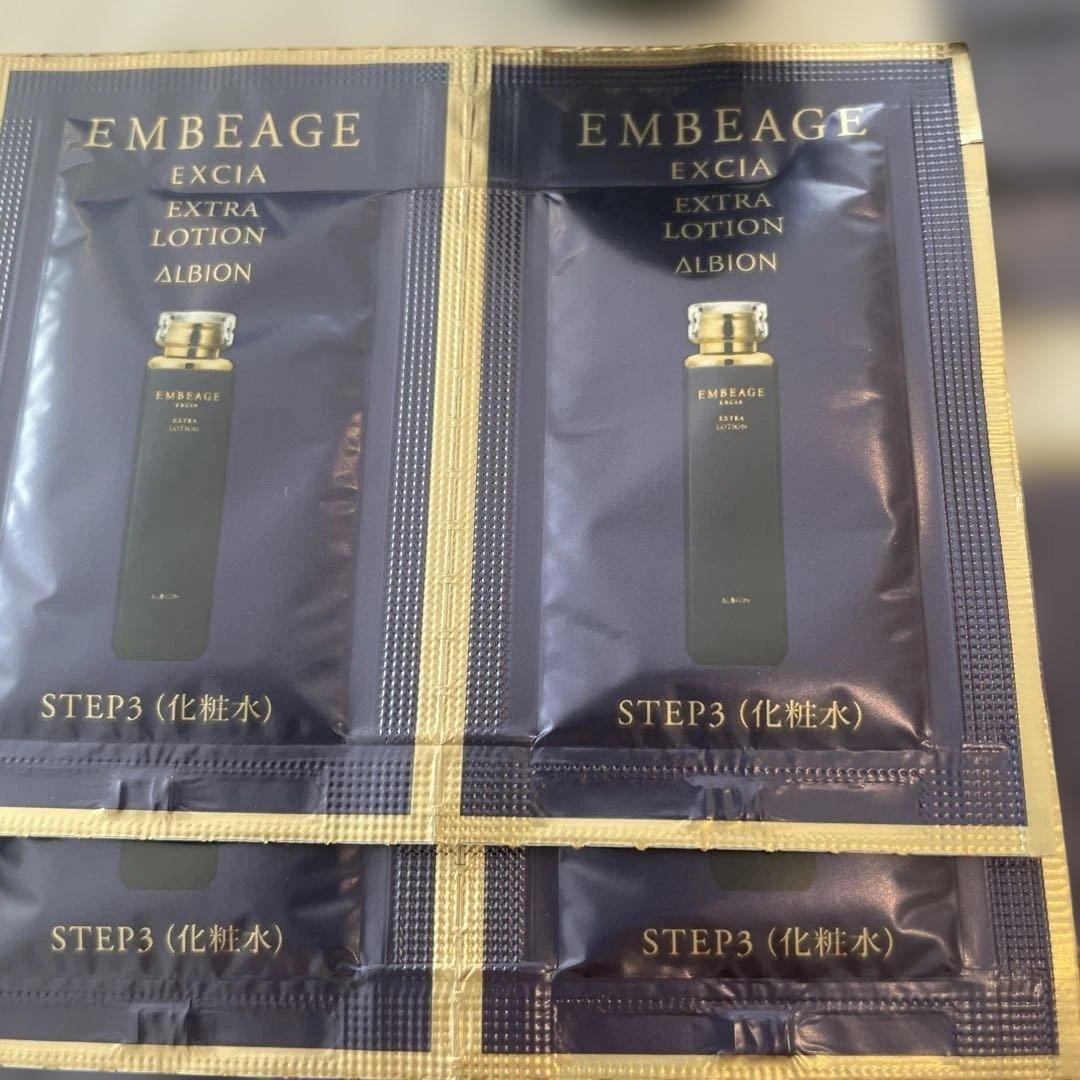 EMBEAGE
EXCIA
EXTRA
LOTION
ALBION
EMBEAGE
EXCIA
EXTRA
LOTION
ALBION
STEP3 (化粧水)
EMBEAGE
EXCIA
EXTRA
LOTION
ALBION
EMBEAGE
EXCIA
EXTRA
LOTION
ALBION
STEP3 (化粧水)
STEP3 (化粧水)
STEP3 (化粧水)